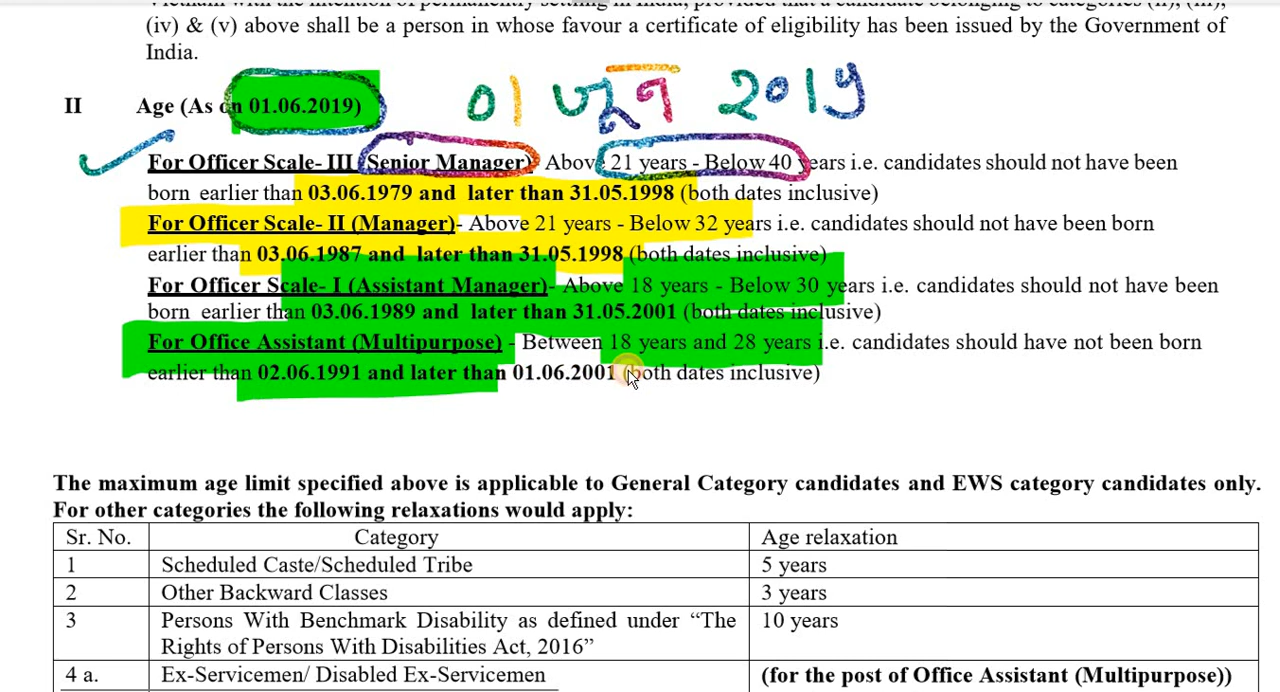 (iv) & (v) above shall be a person in whose favour a certificate of eligibility has been issued by the Government of
India.
II Age (As on 01.06.2019) 01 जून 2019
For Officer Scale- III (Senior Manager)- Above 21 years - Below 40 years i.e. candidates should not have been
born earlier than 03.06.1979 and later than 31.05.1998 (both dates inclusive)
For Officer Scale- II (Manager)- Above 21 years - Below 32 years i.e. candidates should not have been born
earlier than 03.06.1987 and later than 31.05.1998 (both dates inclusive)
For Officer Scale- I (Assistant Manager)- Above 18 years - Below 30 years i.e. candidates should not have been
born earlier than 03.06.1989 and later than 31.05.2001 (both dates inclusive)
For Office Assistant (Multipurpose) - Between 18 years and 28 years i.e. candidates should have not been born
earlier than 02.06.1991 and later than 01.06.2001 (both dates inclusive)
The maximum age limit specified above is applicable to General Category candidates and EWS category candidates only.
For other categories the following relaxations would apply:
Sr. No. Category Age relaxation
1 Scheduled Caste/Scheduled Tribe 5 years
2 Other Backward Classes 3 years
3 Persons With Benchmark Disability as defined under “The 10 years
Rights of Persons With Disabilities Act, 2016”
4 a. Ex-Servicemen/ Disabled Ex-Servicemen (for the post of Office Assistant (Multipurpose))